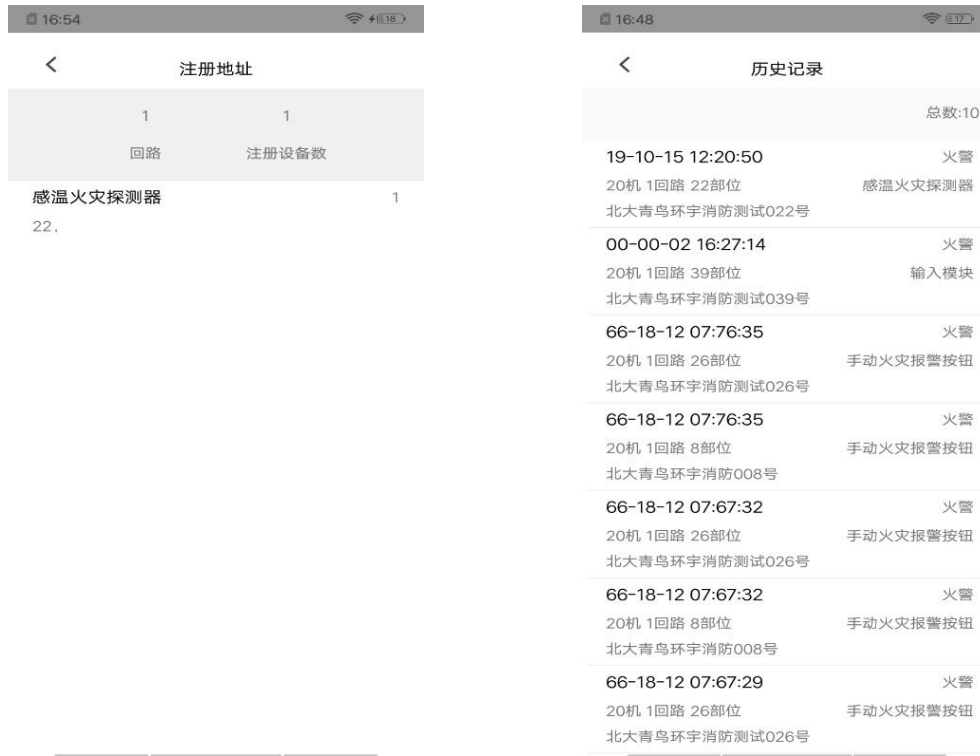 16:54
18
注册地址
1 1
回路 注册设备数
感温火灾探测器 1
22,
16:48
17
历史记录
总数:10
19-10-15 12:20:50 火警
20机 1回路 22部位 感温火灾探测器
北大青鸟环宇消防测试022号
00-00-02 16:27:14 火警
20机 1回路 39部位 输入模块
北大青鸟环宇消防测试039号
66-18-12 07:76:35 火警
20机 1回路 26部位 手动火灾报警按钮
北大青鸟环宇消防测试026号
66-18-12 07:76:35 火警
20机 1回路 8部位 手动火灾报警按钮
北大青鸟环宇消防008号
66-18-12 07:67:32 火警
20机 1回路 26部位 手动火灾报警按钮
北大青鸟环宇消防测试026号
66-18-12 07:67:32 火警
20机 1回路 8部位 手动火灾报警按钮
北大青鸟环宇消防008号
66-18-12 07:67:29 火警
20机 1回路 26部位 手动火灾报警按钮
北大青鸟环宇消防测试026号